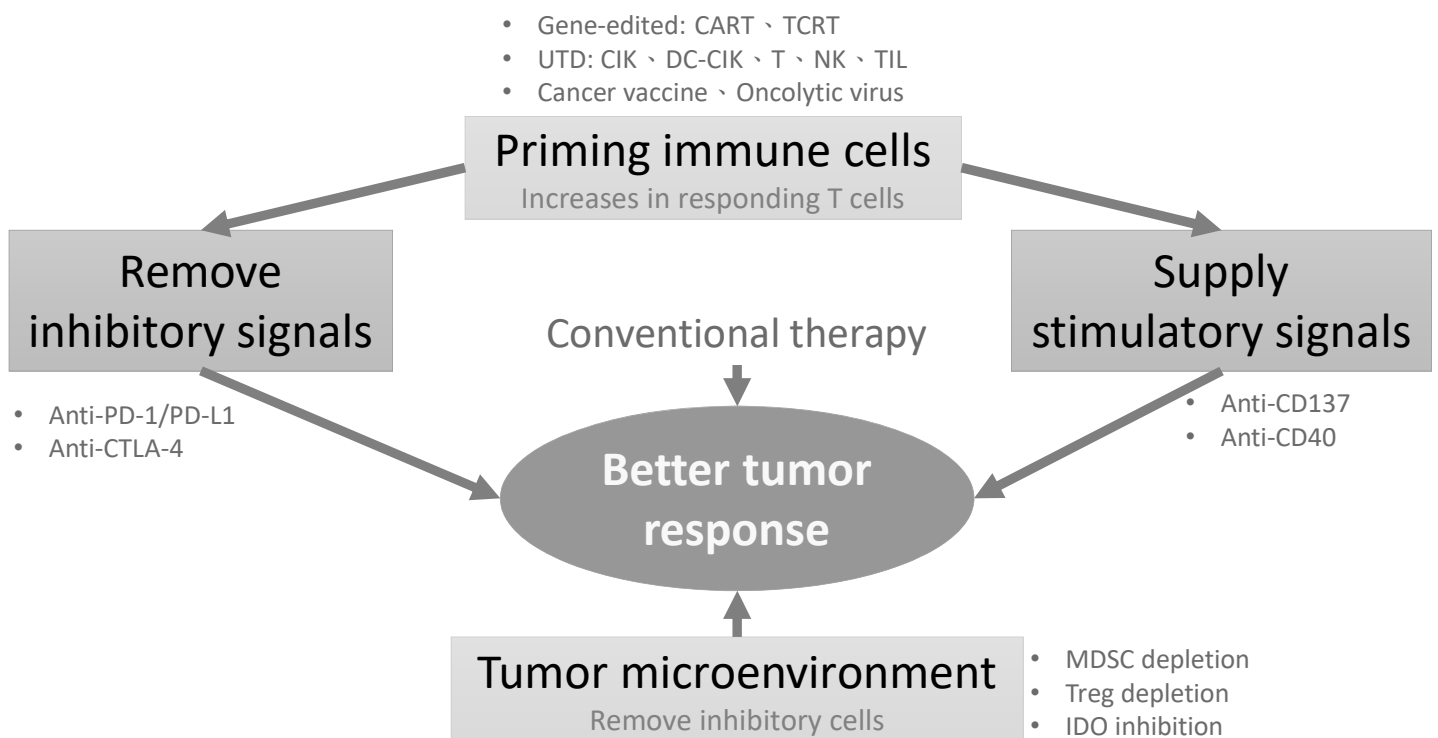 • Gene-edited: CART、TCRT
• UTD: CIK、DC-CIK、T、NK、TIL
• Cancer vaccine、Oncolytic virus
Priming immune cells
Increases in responding T cells
Remove
inhibitory signals
Supply
stimulatory signals
Conventional therapy
• Anti-PD-1/PD-L1
• Anti-CTLA-4
• Anti-CD137
• Anti-CD40
Better tumor
response
Tumor microenvironment
Remove inhibitory cells
• MDSC depletion
• Treg depletion
• IDO inhibition